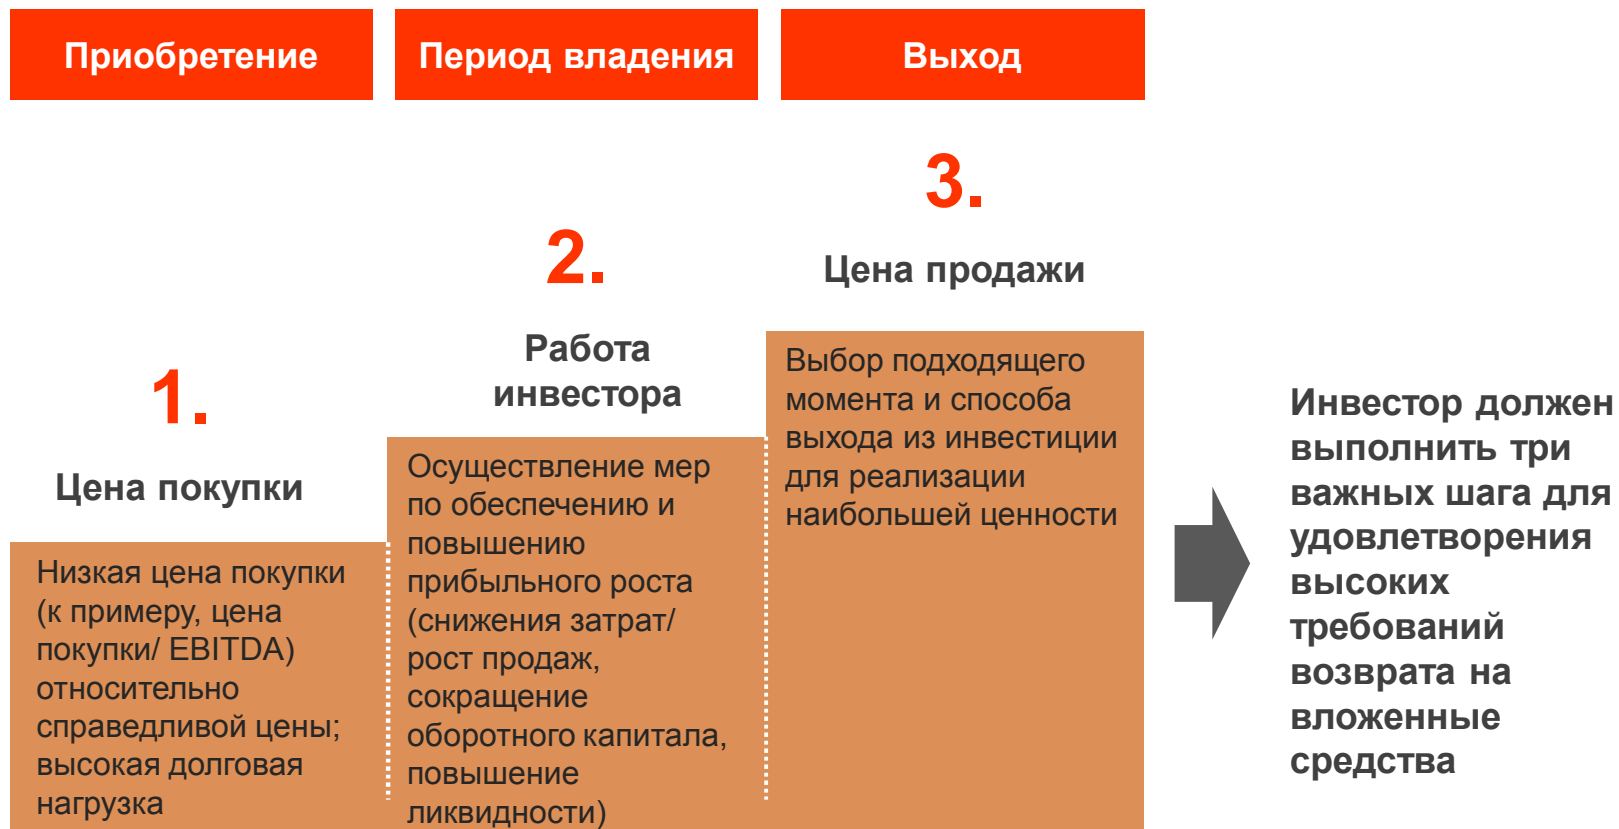 Приобретение
Период владения
Выход
1.
Цена покупки
Низкая цена покупки
(к примеру, цена
покупки/ EBITDA)
относительно
справедливой цены;
высокая долговая
нагрузка
2.
Работа
инвестора
Осуществление мер
по обеспечению и
повышению
прибыльного роста
(снижения затрат/
рост продаж,
сокращение
оборотного капитала,
повышение
ликвидности)
3.
Цена продажи
Выбор подходящего
момента и способа
выхода из инвестиции
для реализации
наибольшей ценности
Инвестор должен
выполнить три
важных шага для
удовлетворения
высоких
требований
возврата на
вложенные
средства